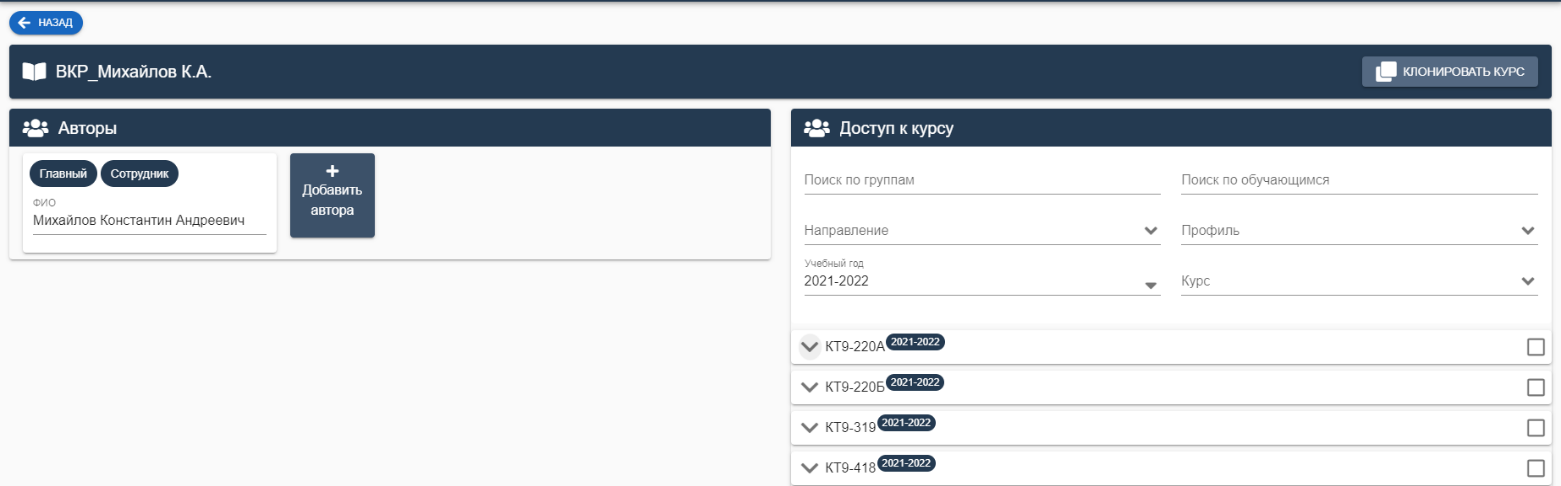 НАЗАД
ВКР_Михайлов К.А.
КЛОНИРОВАТЬ КУРС
Авторы
Главный Сотрудник
ФИО
Михайлов Константин Андреевич
Добавить
автора
Доступ к курсу
Поиск по группам
Поиск по обучающимся
Направление
Профиль
Учебный год
2021-2022
Курс
КТ9-220А 2021-2022
КТ9-220Б 2021-2022
КТ9-319 2021-2022
КТ9-418 2021-2022